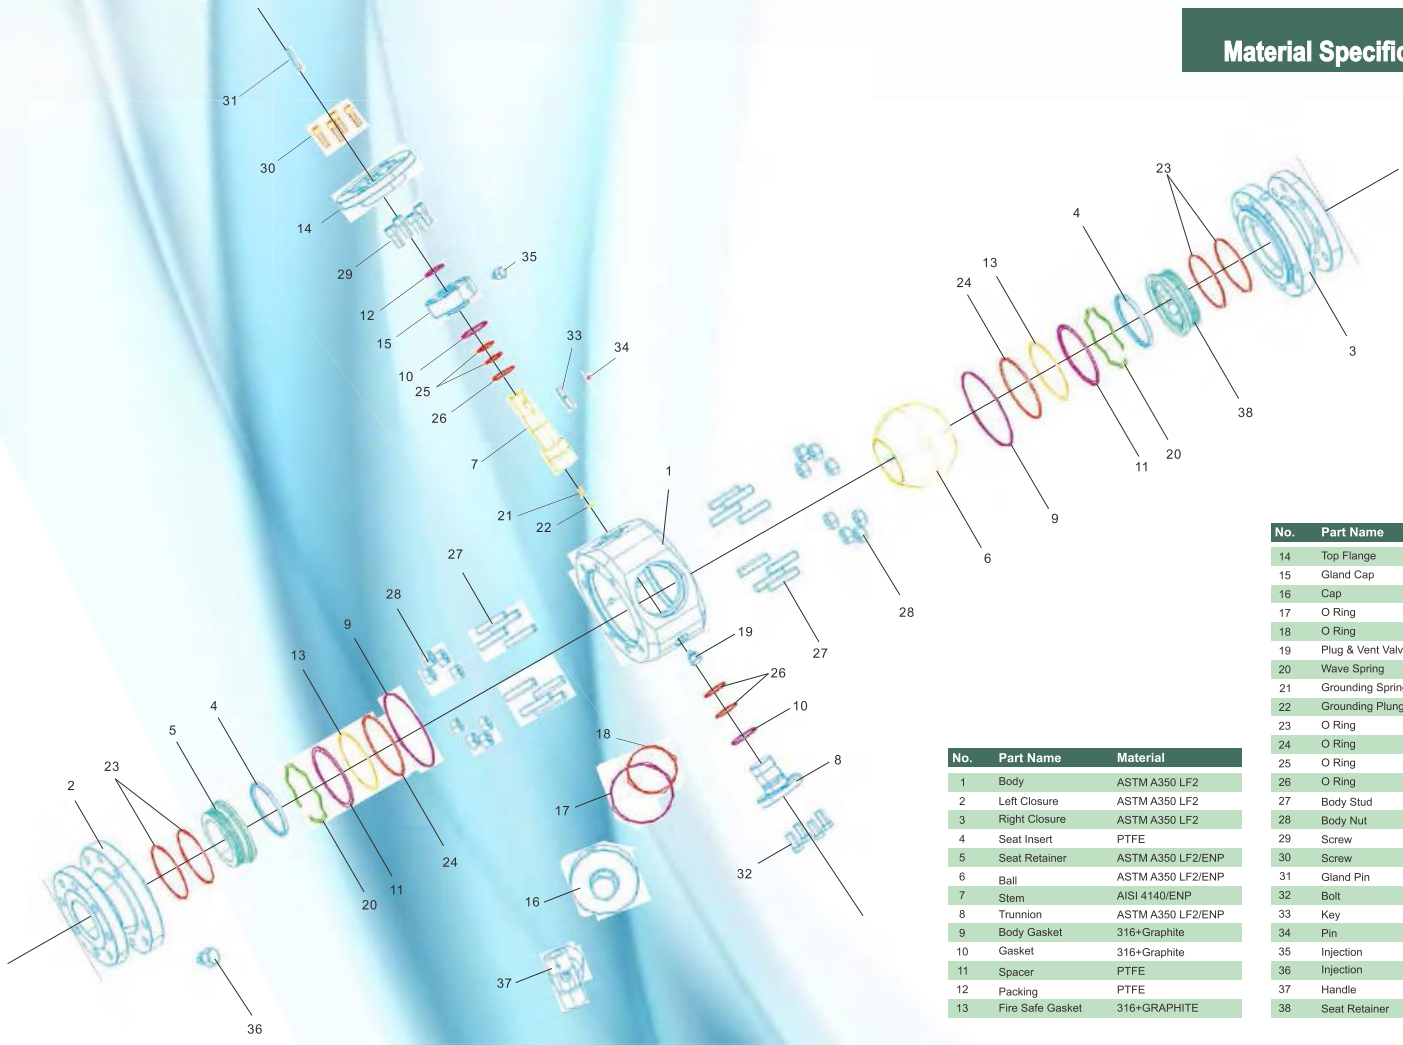 Material Specific
31
30
14
29
35
12
15
10
25
26
33
34
7
21
22
1
27
28
9
13
4
5
23
2
36
20
11
24
19
26
10
8
18
17
16
32
37
23
4
13
24
3
38
20
11
9
6
28
27
No. Part Name Material
1 Body ASTM A350 LF2
2 Left Closure ASTM A350 LF2
3 Right Closure ASTM A350 LF2
4 Seat Insert PTFE
5 Seat Retainer ASTM A350 LF2/ENP
6 Ball ASTM A350 LF2/ENP
7 Stem AISI 4140/ENP
8 Trunnion ASTM A350 LF2/ENP
9 Body Gasket 316+Graphite
10 Gasket 316+Graphite
11 Spacer PTFE
12 Packing PTFE
13 Fire Safe Gasket 316+GRAPHITE
No. Part Name
14 Top Flange
15 Gland Cap
16 Cap
17 O Ring
18 O Ring
19 Plug & Vent Valv
20 Wave Spring
21 Grounding Spring
22 Grounding Plung
23 O Ring
24 O Ring
25 O Ring
26 O Ring
27 Body Stud
28 Body Nut
29 Screw
30 Screw
31 Gland Pin
32 Bolt
33 Key
34 Pin
35 Injection
36 Injection
37 Handle
38 Seat Retainer